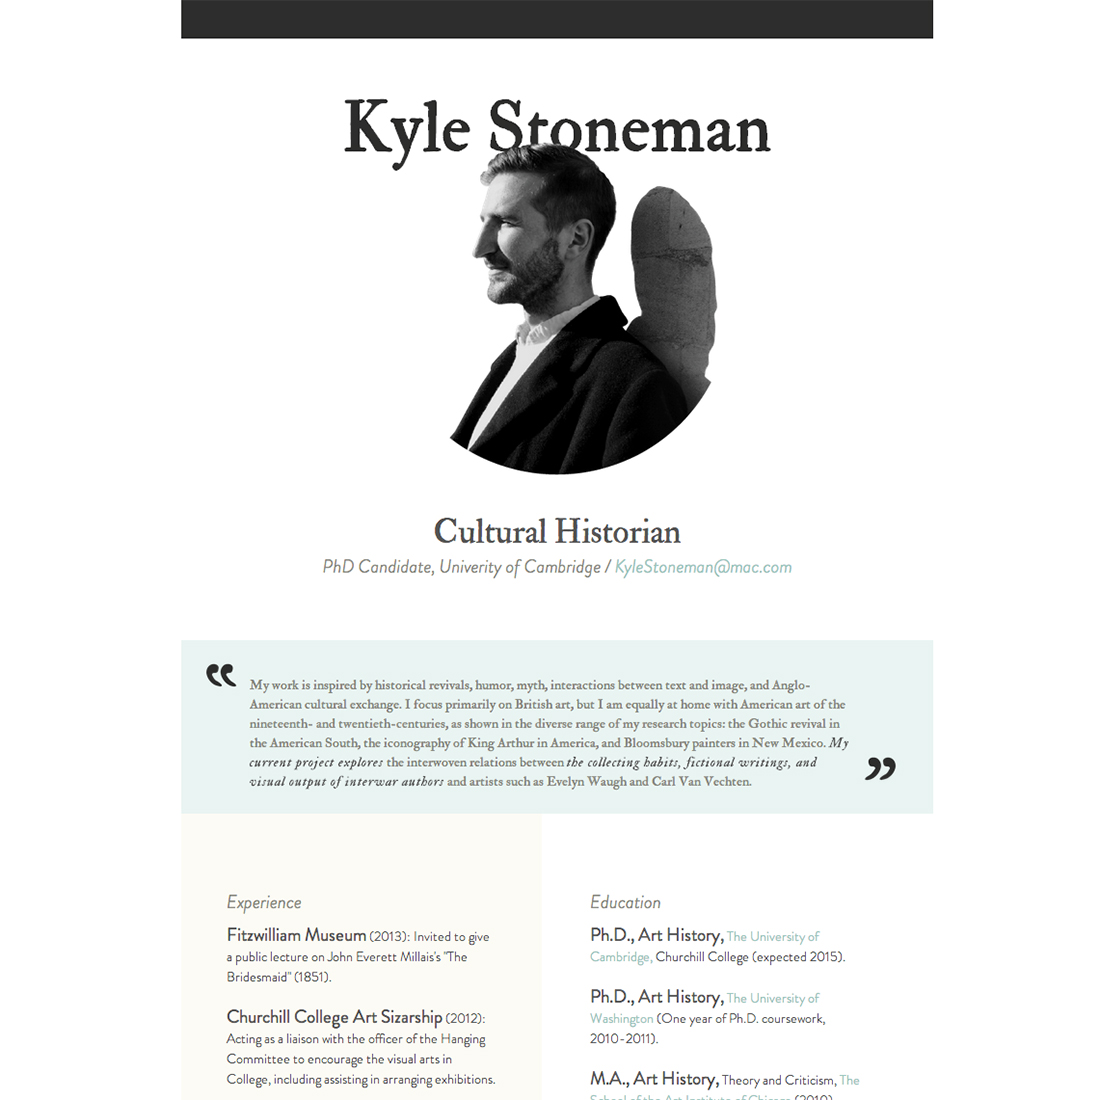 Kyle Stoneman
Cultural Historian
PhD Candidate, Univerity of Cambridge / KyleStoneman@mac.com
“
My work is inspired by historical revivals, humor, myth, interactions between text and image, and Anglo-
American cultural exchange. I focus primarily on British art, but I am equally at home with American art of the
nineteenth- and twentieth-centuries, as shown in the diverse range of my research topics: the Gothic revival in
the American South, the iconography of King Arthur in America, and Bloomsbury painters in New Mexico. My
current project explores the interwoven relations between the collecting habits, fictional writings, and
visual output of interwar authors and artists such as Evelyn Waugh and Carl Van Vechten.
”
Experience
Fitzwilliam Museum (2013): Invited to give
a public lecture on John Everett Millais's "The
Bridesmaid" (1851).
Churchill College Art Sizarship (2012):
Acting as a liaison with the officer of the Hanging
Committee to encourage the visual arts in
College, including assisting in arranging exhibitions.
Education
Ph.D., Art History, The University of
Cambridge, Churchill College (expected 2015).
Ph.D., Art History, The University of
Washington (One year of Ph.D. coursework,
2010-2011).
M.A., Art History, Theory and Criticism, The
School of the Art Institute of Chicago (2010)